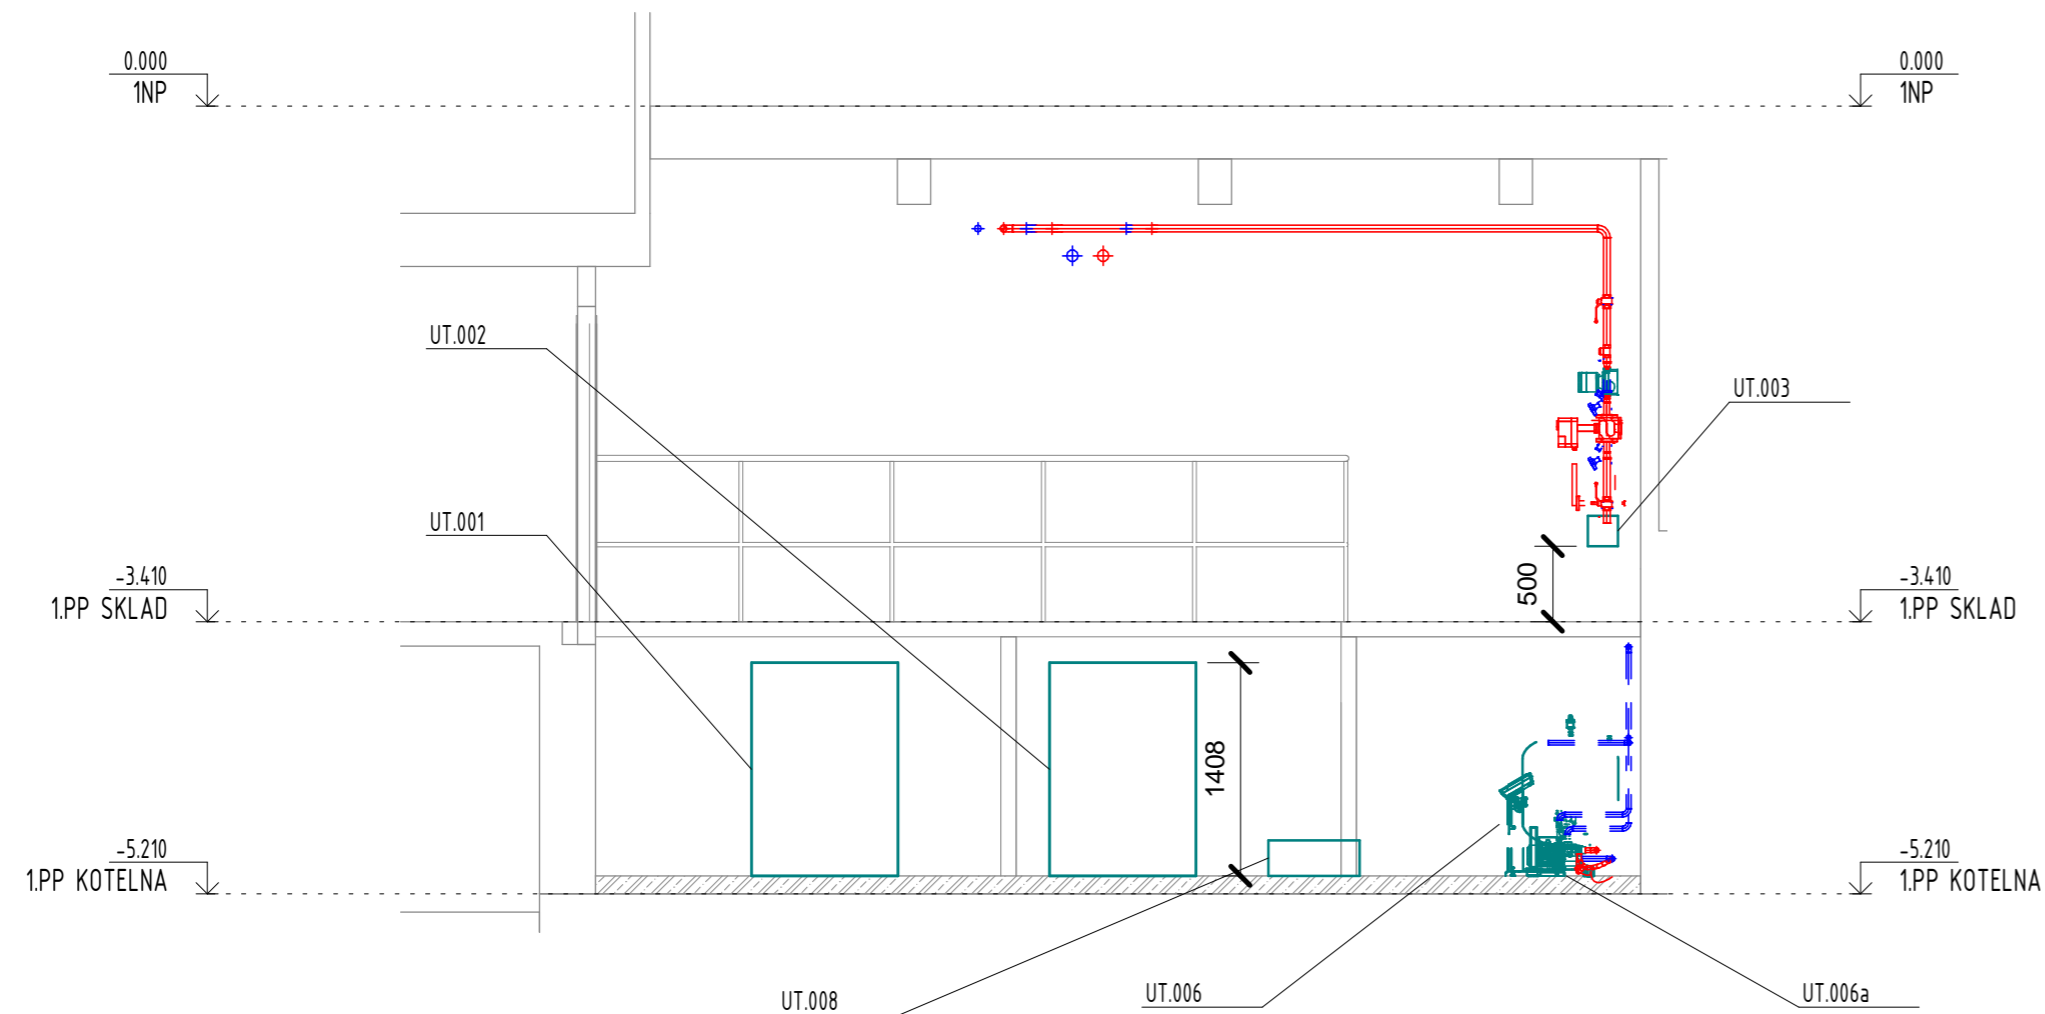 0.000
1NP
0.000
1NP
UT.002
UT.003
UT.001
-3.410
1.PP SKLAD
500
-3.410
1.PP SKLAD
1408
-5.210
1.PP KOTELNA
-5.210
1.PP KOTELNA
UT.008
UT.006
UT.006a